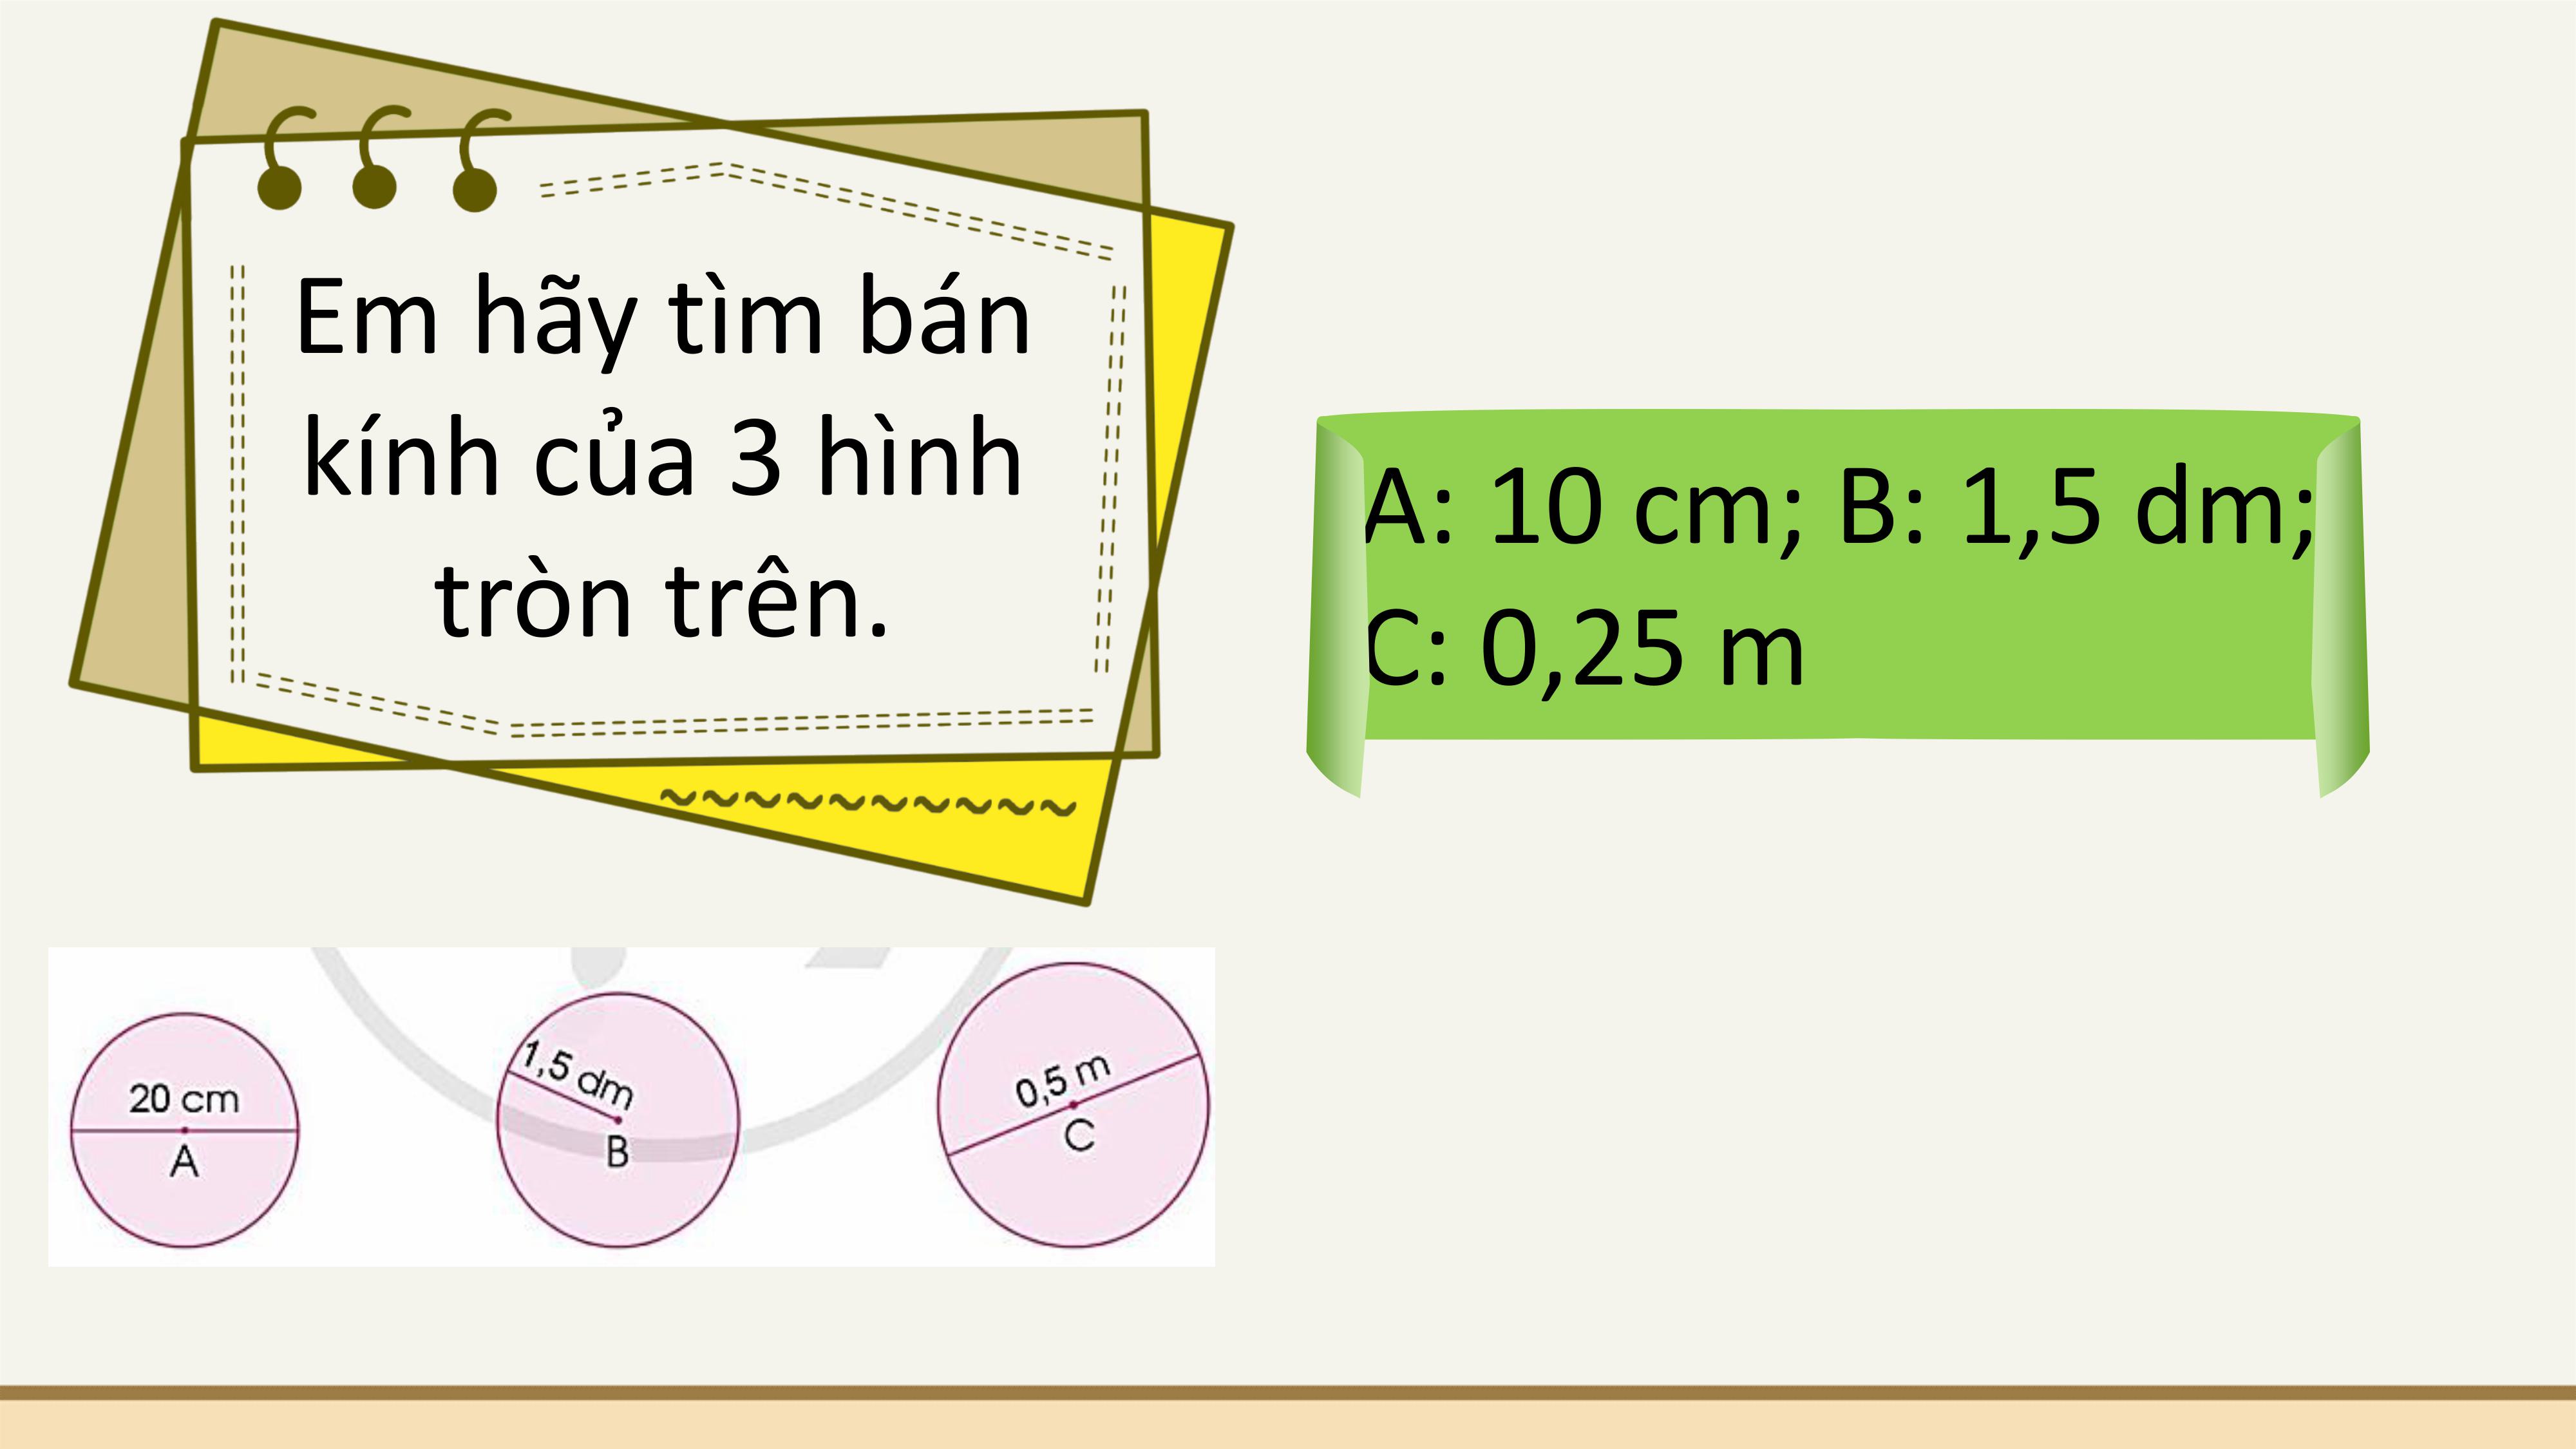 Em hãy tìm bán
kính của 3 hình
tròn trên.
A: 10 cm; B: 1,5 dm;
C: 0,25 m
20 cm
A
1,5 dm
B
0,5 m
C